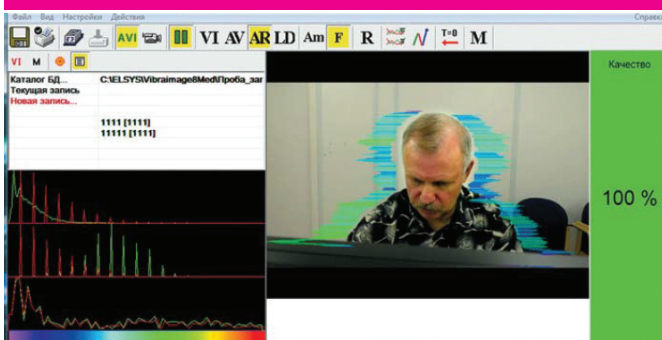 Файл Вид Настройки Действия Справка
AVI VI AV AR LD Am F R T=0 M
VI M
Качество
Каталог БД... C:\ELSYS\Vibraimage8Med\Проба_заг
Текущая запись
Новая запись...
1111 [1111]
11111 [1111]
100 %